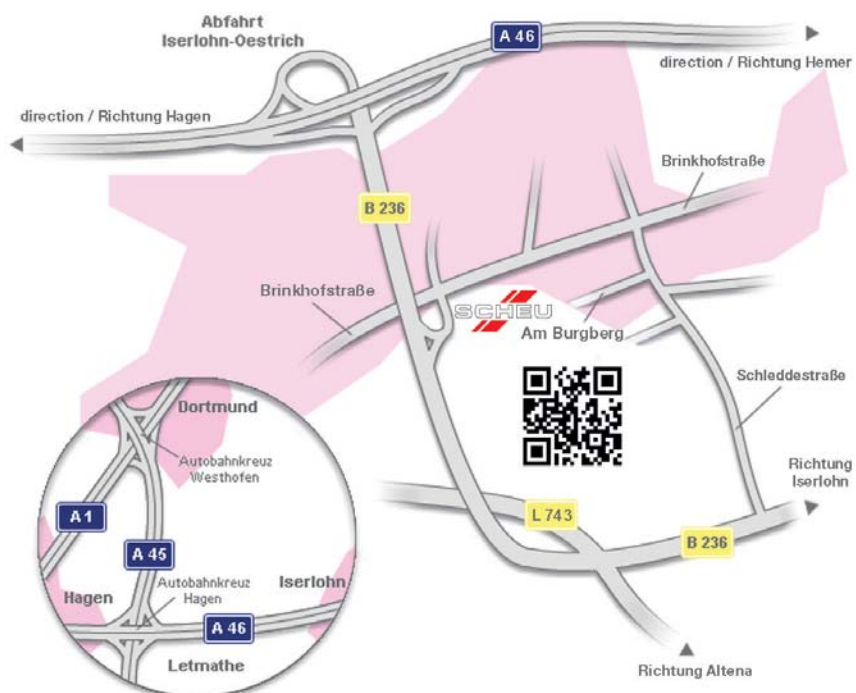 Abfahrt
Iserlohn-Oestrich
A 46
direction / Richtung Hemer
direction / Richtung Hagen
Brinkhofstraße
B 236
Brinkhofstraße
SCHEU
Am Burgberg
Schleddestraße
Dortmund
Autobahnkreuz
Westhofen
Richtung
Iserlohn
A 1
L 743
B 236
A 45
Autobahnkreuz
Hagen
Iserlohn
Hagen
A 46
Letmathe
Richtung Altena